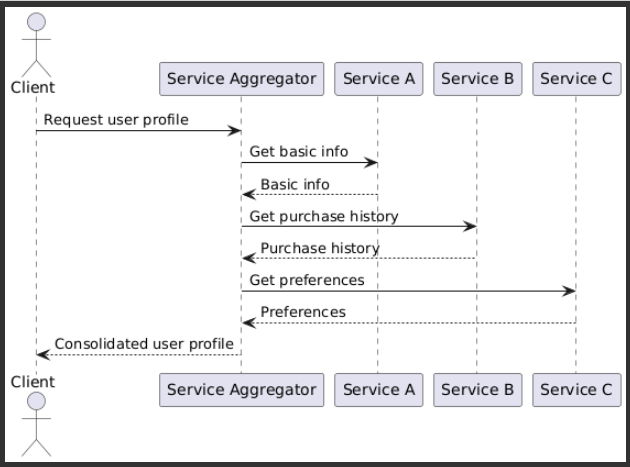 Client
Service Aggregator
Service A
Service B
Service C
Request user profile
Get basic info
Basic info
Get purchase history
Purchase history
Get preferences
Preferences
Consolidated user profile
Client
Service Aggregator
Service A
Service B
Service C